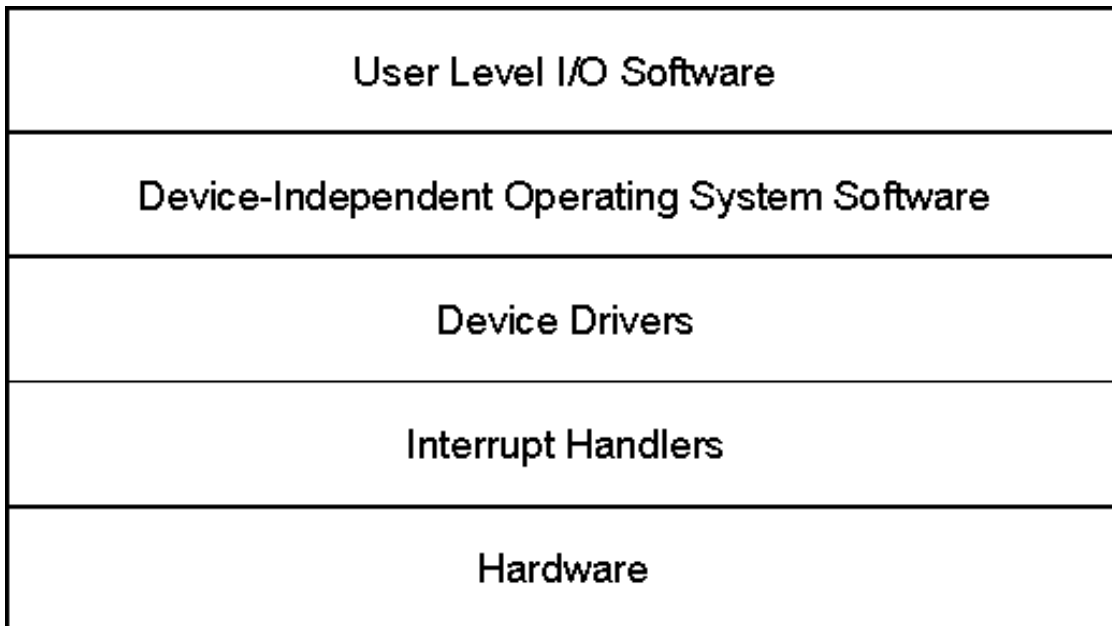 User Level I/O Software
Device-Independent Operating System Software
Device Drivers
Interrupt Handlers
Hardware